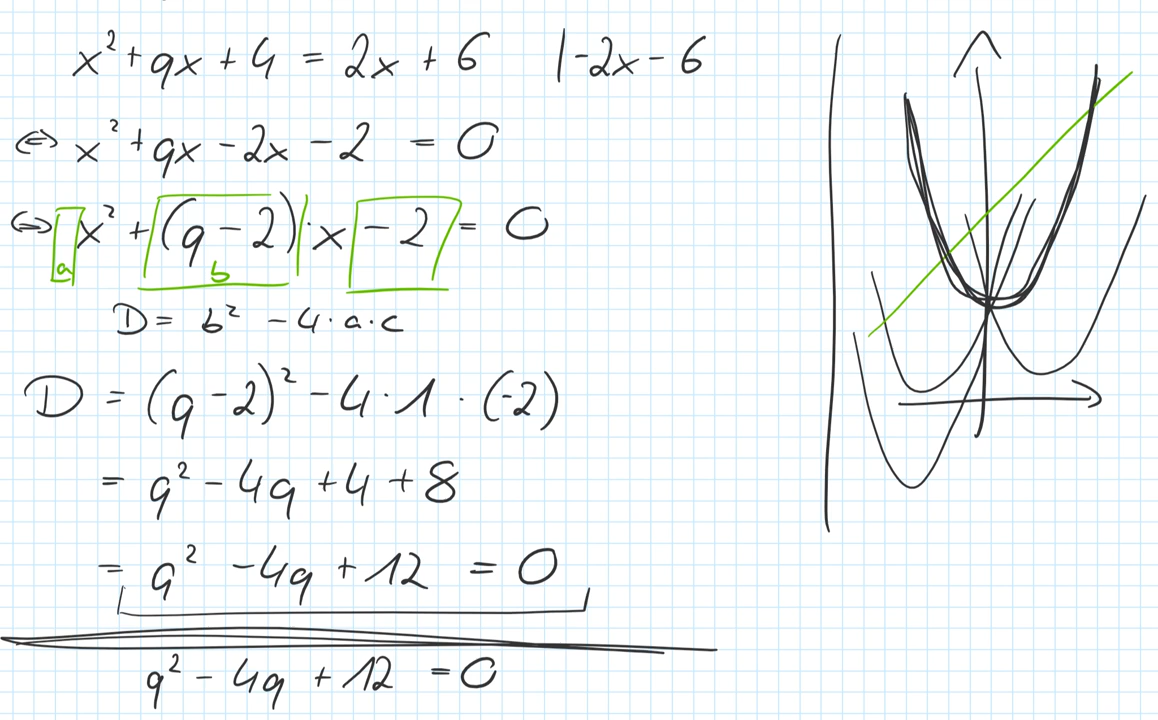 x² + qx + 4 = 2x + 6 |-2x - 6
⇔ x² + qx - 2x - 2 = 0
⇔ x² + (q - 2) · x - 2 = 0
a b
D = b² - 4 · a · c
D = (q - 2)² - 4 · 1 · (-2)
= q² - 4q + 4 + 8
= q² - 4q + 12 = 0
q² - 4q + 12 = 0